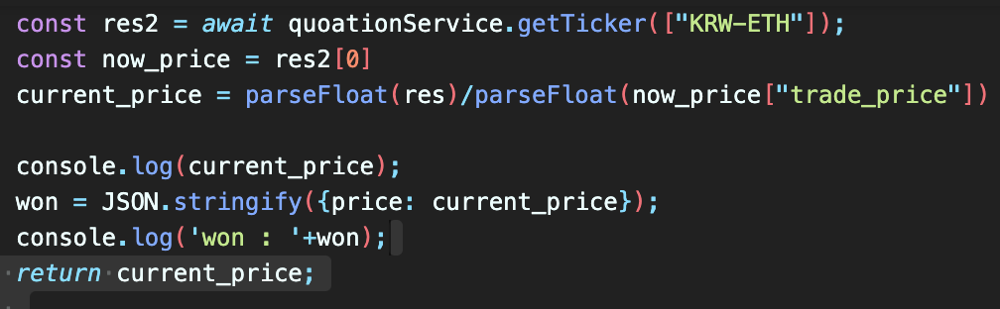 const res2 = await quoationService.getTicker(["KRW-ETH"]);
const now_price = res2[0]
current_price = parseFloat(res)/parseFloat(now_price["trade_price"])
console.log(current_price);
won = JSON.stringify({price: current_price});
console.log('won : '+won);
return current_price;